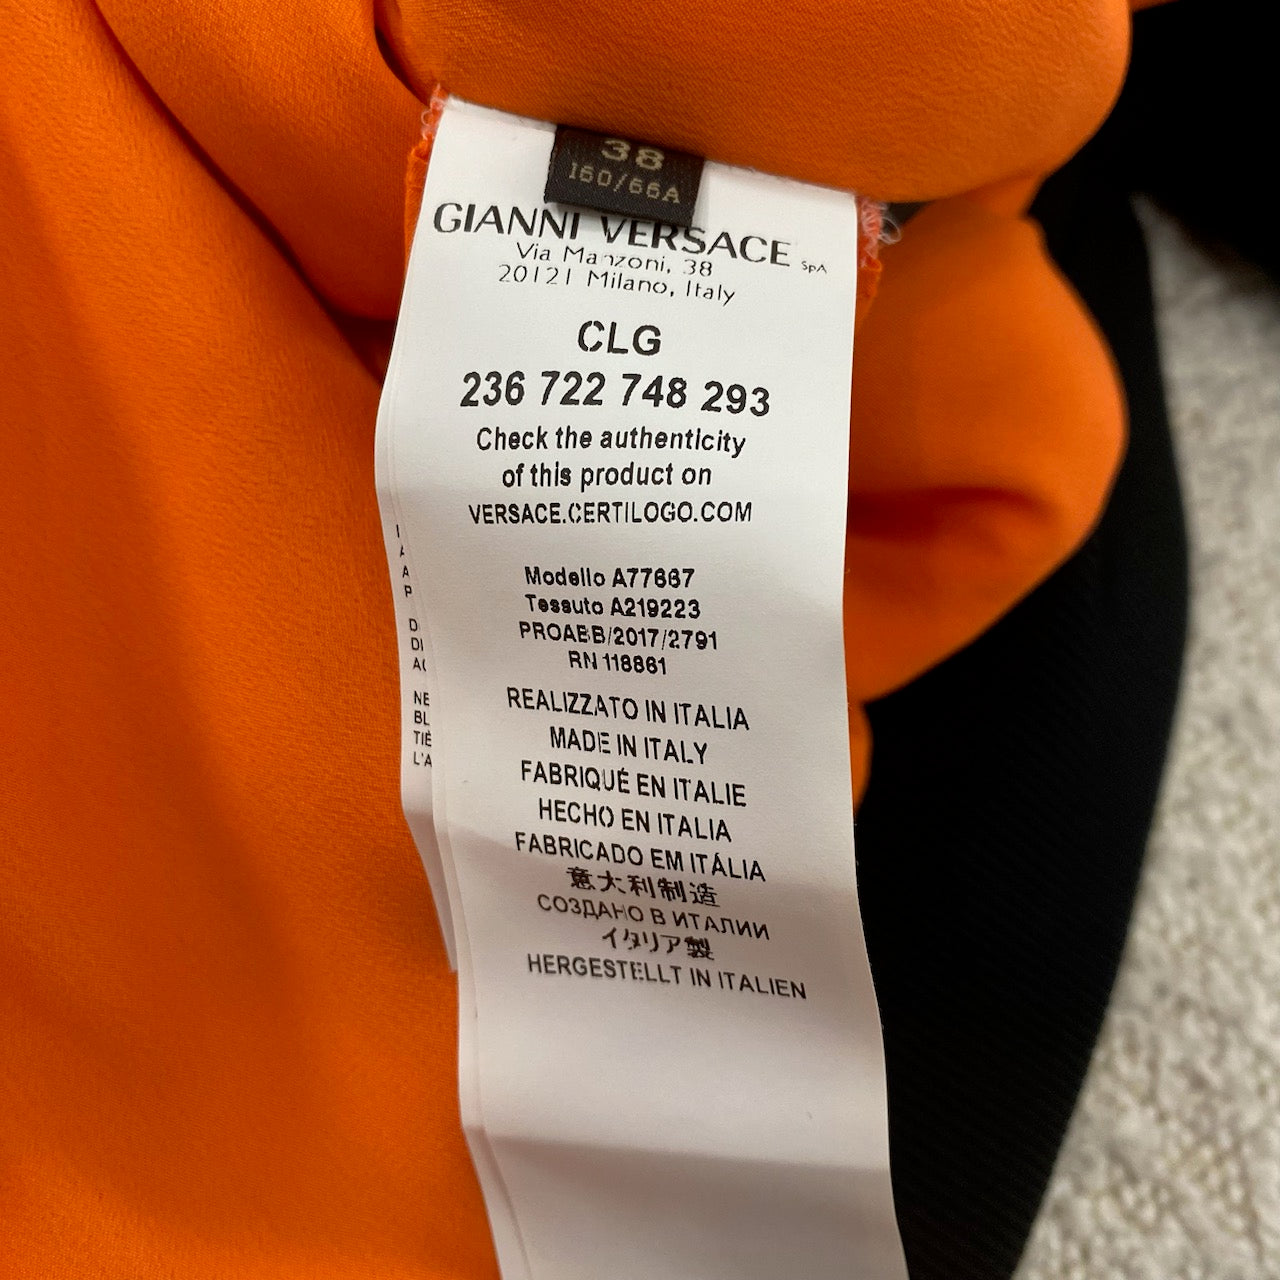 38
160/66A
GIANNI VERSACE SpA
Via Manzoni, 38
20121 Milano, Italy
CLG
236 722 748 293
Check the authenticity
of this product on
VERSACE.CERTILOGO.COM
Modello A77667
Tessuto A219223
PROABB/2017/2791
RN 118861
REALIZZATO IN ITALIA
MADE IN ITALY
FABRIQUÉ EN ITALIE
HECHO EN ITALIA
FABRICADO EM ITÁLIA
意大利制造
СОЗДАНО В ИТАЛИИ
イタリア製
HERGESTELLT IN ITALIEN